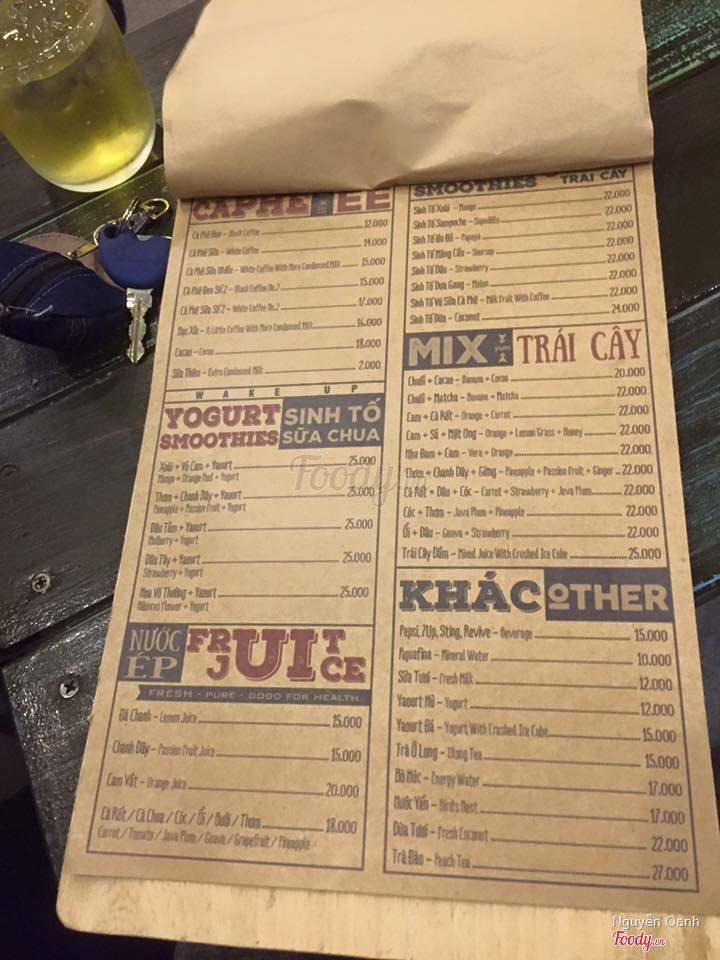 CAPHE
Cà Phê Đen – Black Coffee 12.000
Cà Phê Sữa – White Coffee 14.000
Cà Phê Sữa Nhiều – White Coffee With More Condensed Milk 15.000
Cà Phê Đen Số 2 – Black Coffee No.2 15.000
Cà Phê Sữa Số 2 – White Coffee No.2 17.000
Bạc Xỉu – A Little Coffee With More Condensed Milk 16.000
Cacao – Cocoa 18.000
Sữa Thêm – Extra Condensed Milk 2.000
WAKE UP
YOGURT SMOOTHIES SINH TỐ SỮA CHUA
Xoài + Vỏ Cam + Yaourt 25.000
Mango + Orange Peel + Yogurt
Thơm + Chanh Dây + Yaourt 25.000
Pineapple + Passion Fruit + Yogurt
Dâu Tằm + Yaourt 25.000
Mulberry + Yogurt
Dâu Tây + Yaourt 25.000
Strawberry + Yogurt
Hoa Vô Thường + Yaourt 25.000
Hibiscus Flower + Yogurt
NƯỚC ÉP FRUIT JUICE
FRESH - PURE - GOOD FOR HEALTH
Đá Chanh – Lemon Juice 15.000
Chanh Dây – Passion Fruit Juice 15.000
Cam Vắt – Orange Juice 20.000
Cà Rốt / Cà Chua / Cóc / Ổi / Bưởi / Thơm 18.000
Carrot / Tomato / Java Plum / Guava / Grapefruit / Pineapple
SMOOTHIES TRÁI CÂY
Sinh Tố Xoài – Mango 22.000
Sinh Tố Sampoche – Sapodilla 22.000
Sinh Tố Đu Đủ – Papaya 22.000
Sinh Tố Mãng Cầu – Soursop 22.000
Sinh Tố Dâu – Strawberry 22.000
Sinh Tố Dưa Gang – Melon 22.000
Sinh Tố Vú Sữa Cà Phê – Milk Fruit With Coffee 22.000
Sinh Tố Dừa – Coconut 24.000
MIX yum TRÁI CÂY
Chuối + Cacao – Banana + Cocoa 20.000
Chuối + Matcha – Banana + Matcha 22.000
Cam + Cà Rốt – Orange + Carrot 22.000
Cam + Sả + Mật Ong – Orange + Lemon Grass + Honey 22.000
Nha Đam + Cam – Vera + Orange 22.000
Thơm + Chanh Dây + Gừng – Pineapple + Passion Fruit + Ginger 22.000
Cà Rốt + Dâu + Cóc – Carrot + Strawberry + Java Plum 22.000
Cóc + Thơm – Java Plum + Pineapple 22.000
Ổi + Dâu – Guava + Strawberry 22.000
Trái Cây Dầm – Mixed Juice With Crushed Ice Cube 25.000
KHÁC OTHER
Pepsi, 7Up, Sting, Revive – Beverage 15.000
Aquafina – Mineral Water 10.000
Sữa Tươi – Fresh Milk 12.000
Yaourt Hủ – Yogurt 12.000
Yaourt Đá – Yogurt With Crushed Ice Cube 15.000
Trà Ô Long – Olong Tea 15.000
Bò Húc – Energy Water 17.000
Nước Yến – Bird's Nest 17.000
Dừa Tươi – Fresh Coconut 22.000
Trà Đào – Peach Tea 27.000
Foody.vn
Nguyễn Oanh
Foody.vn